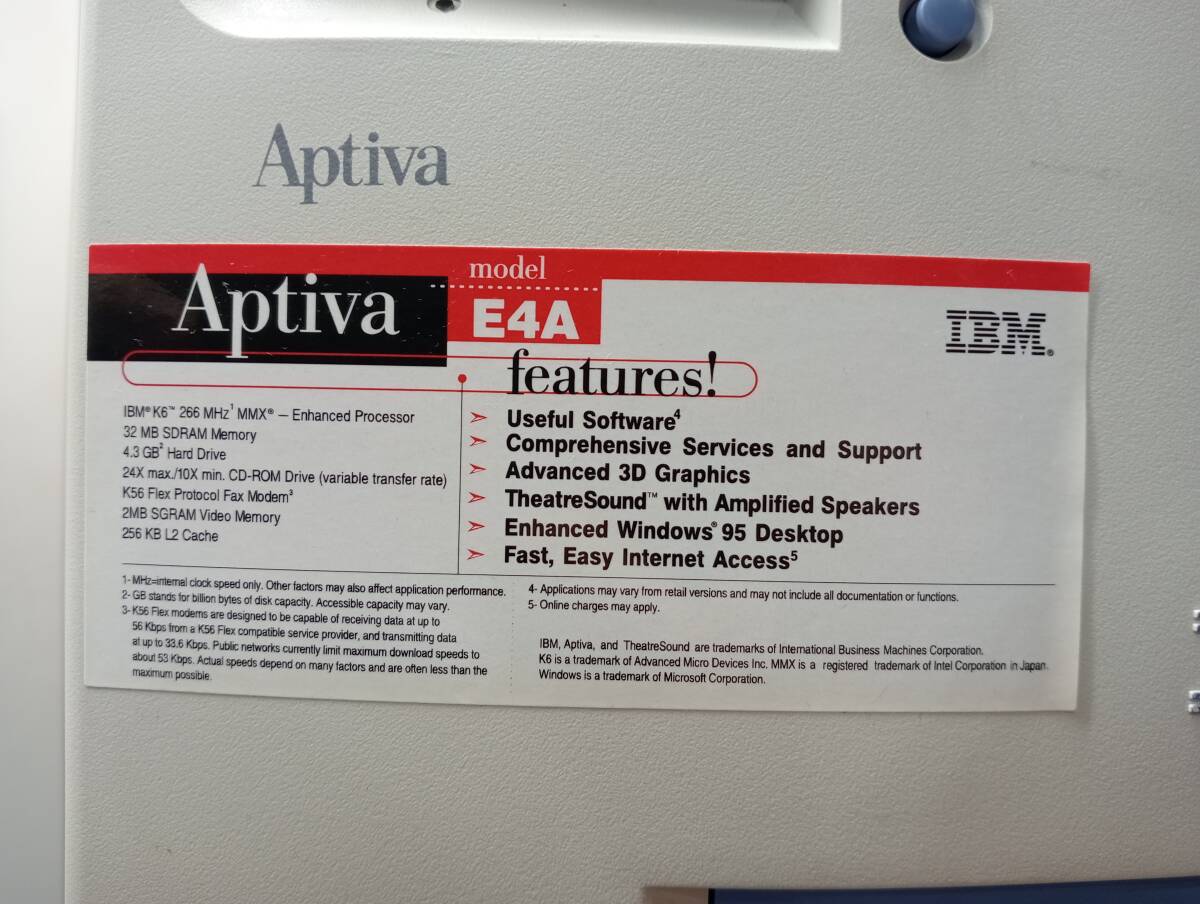 Aptiva
Aptiva
model
E4A
IBM®
features!
IBM® K6™ 266 MHz¹ MMX® – Enhanced Processor
32 MB SDRAM Memory
4.3 GB² Hard Drive
24X max./10X min. CD-ROM Drive (variable transfer rate)
K56 Flex Protocol Fax Modem³
2MB SGRAM Video Memory
256 KB L2 Cache
➢ Useful Software⁴
➢ Comprehensive Services and Support
➢ Advanced 3D Graphics
➢ TheatreSound™ with Amplified Speakers
➢ Enhanced Windows® 95 Desktop
➢ Fast, Easy Internet Access⁵
1- MHz=internal clock speed only. Other factors may also affect application performance.
2- GB stands for billion bytes of disk capacity. Accessible capacity may vary.
3- K56 Flex modems are designed to be capable of receiving data at up to
56 Kbps from a K56 Flex compatible service provider, and transmitting data
at up to 33.6 Kbps. Public networks currently limit maximum download speeds to
about 53 Kbps. Actual speeds depend on many factors and are often less than the
maximum possible.
4- Applications may vary from retail versions and may not include all documentation or functions.
5- Online charges may apply.
IBM, Aptiva, and TheatreSound are trademarks of International Business Machines Corporation.
K6 is a trademark of Advanced Micro Devices Inc. MMX is a registered trademark of Intel Corporation in Japan.
Windows is a trademark of Microsoft Corporation.